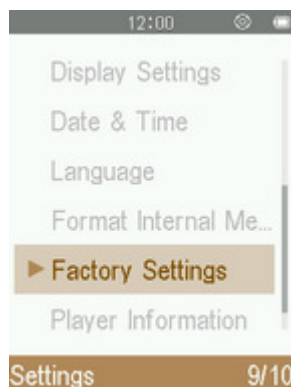 12:00
Display Settings
Date & Time
Language
Format Internal Me...
Factory Settings
Player Information
Settings 9/10